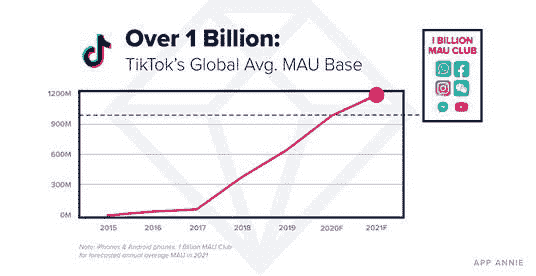 Over 1 Billion:
TikTok's Global Avg. MAU Base
1 BILLION
MAU CLUB
1200M
900M
600M
300M
0M
2015 2016 2017 2018 2019 2020F 2021F
Note: iPhones & Android phones; 1 Billion MAU Club
for forecasted annual average MAU in 2021
APP ANNIE